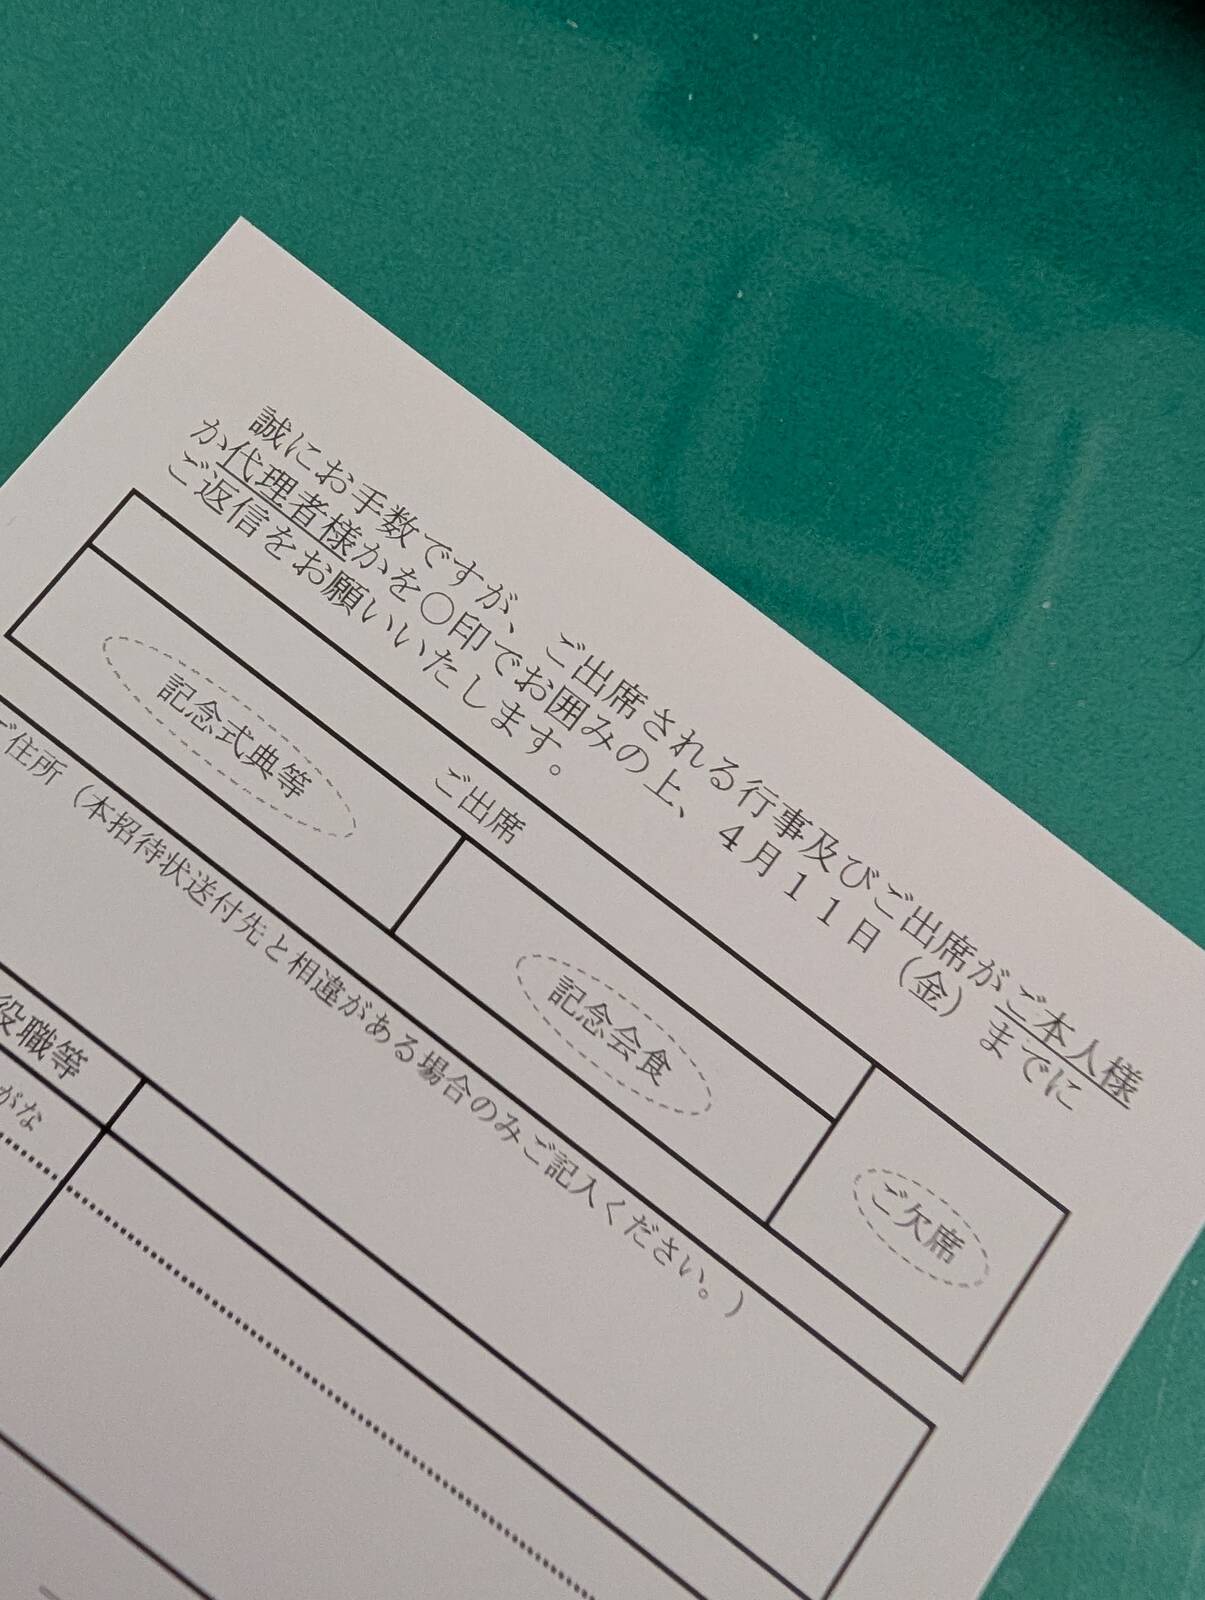 誠にお手数ですが、ご出席される行事及びご出席がご本人様
か代理者様かを○印でお囲みの上、４月１１日（金）までに
ご返信をお願いいたします。
ご出席
記念式典等
記念会食
ご欠席
ご住所（本招待状送付先と相違がある場合のみご記入ください。）
役職等
がな